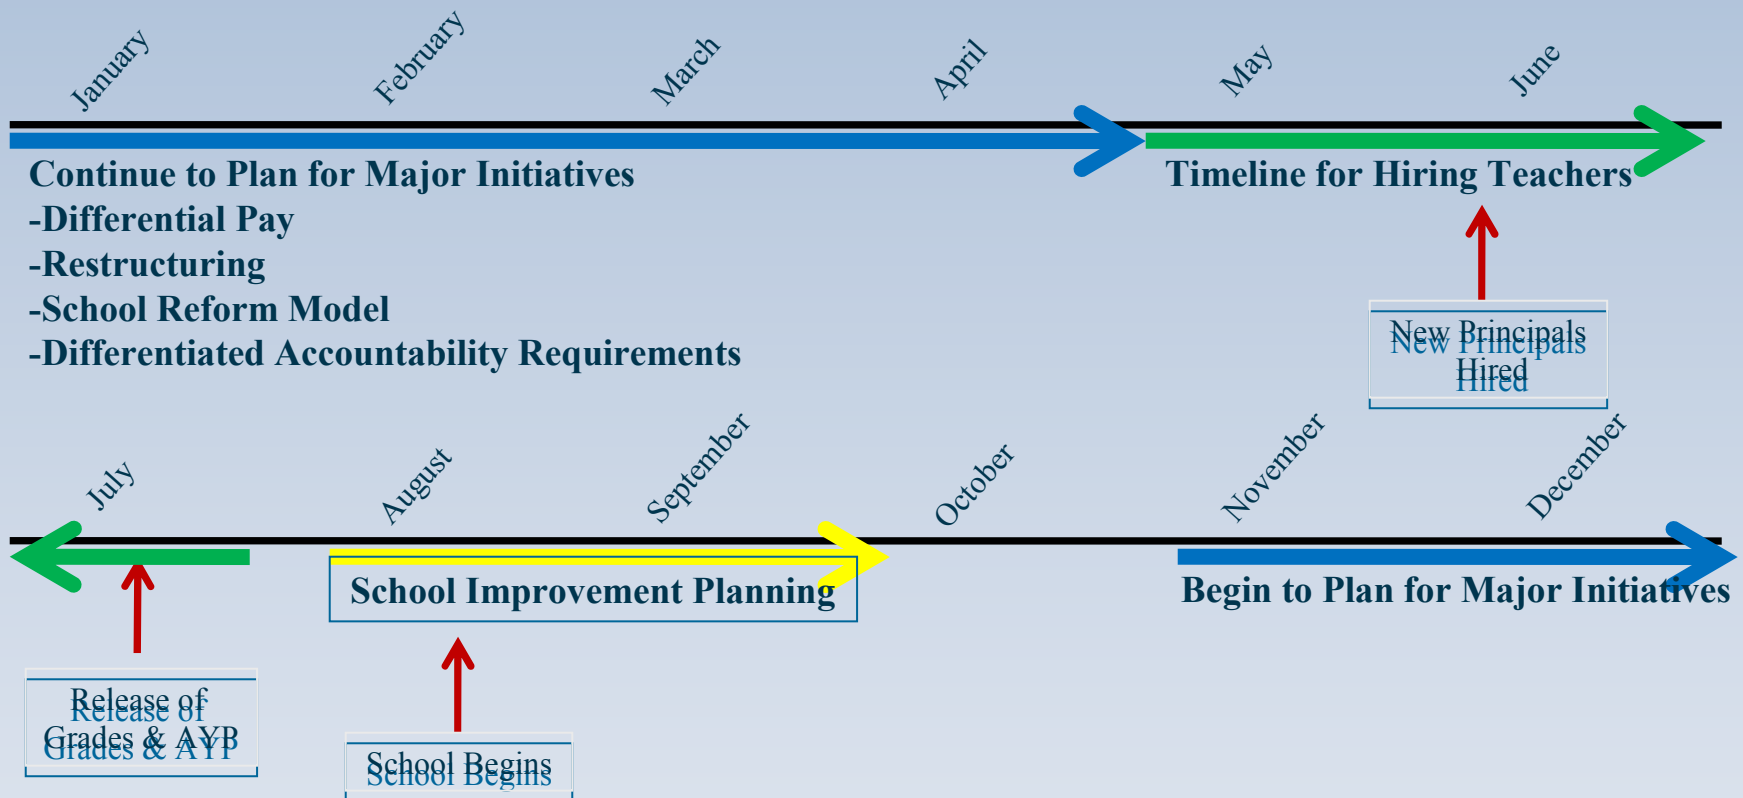 January
February
March
April
May
June
Continue to Plan for Major Initiatives
-Differential Pay
-Restructuring
-School Reform Model
-Differentiated Accountability Requirements
Timeline for Hiring Teachers
New Principals
Hired
July
August
September
October
November
December
School Improvement Planning
Begin to Plan for Major Initiatives
Release of
Grades & AYP
School Begins